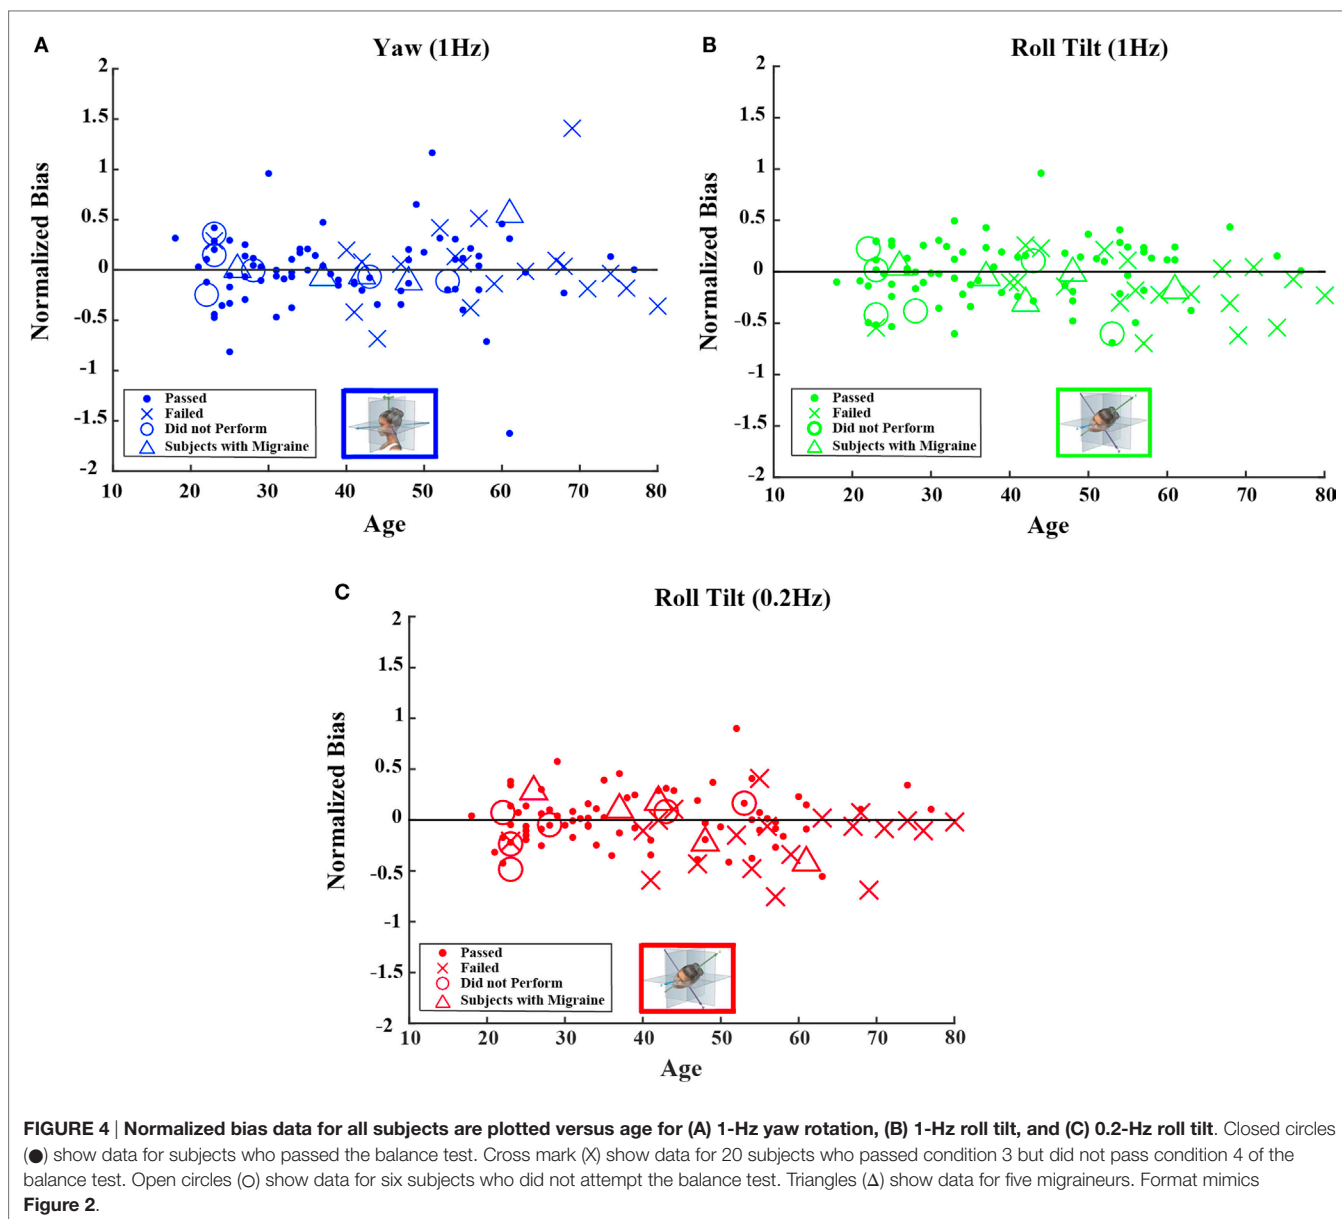 A
Yaw (1Hz)
Normalized Bias
2
1.5
1
0.5
0
-0.5
-1
-1.5
-2
Passed
Failed
Did not Perform
Subjects with Migraine
10 20 30 40 50 60 70 80
Age
B
Roll Tilt (1Hz)
Normalized Bias
2
1.5
1
0.5
0
-0.5
-1
-1.5
-2
Passed
Failed
Did not Perform
Subjects with Migraine
10 20 30 40 50 60 70 80
Age
C
Roll Tilt (0.2Hz)
Normalized Bias
2
1.5
1
0.5
0
-0.5
-1
-1.5
-2
Passed
Failed
Did not Perform
Subjects with Migraine
10 20 30 40 50 60 70 80
Age
FIGURE 4 | Normalized bias data for all subjects are plotted versus age for (A) 1-Hz yaw rotation, (B) 1-Hz roll tilt, and (C) 0.2-Hz roll tilt. Closed circles
(●) show data for subjects who passed the balance test. Cross mark (X) show data for 20 subjects who passed condition 3 but did not pass condition 4 of the
balance test. Open circles (○) show data for six subjects who did not attempt the balance test. Triangles (Δ) show data for five migraineurs. Format mimics
Figure 2.